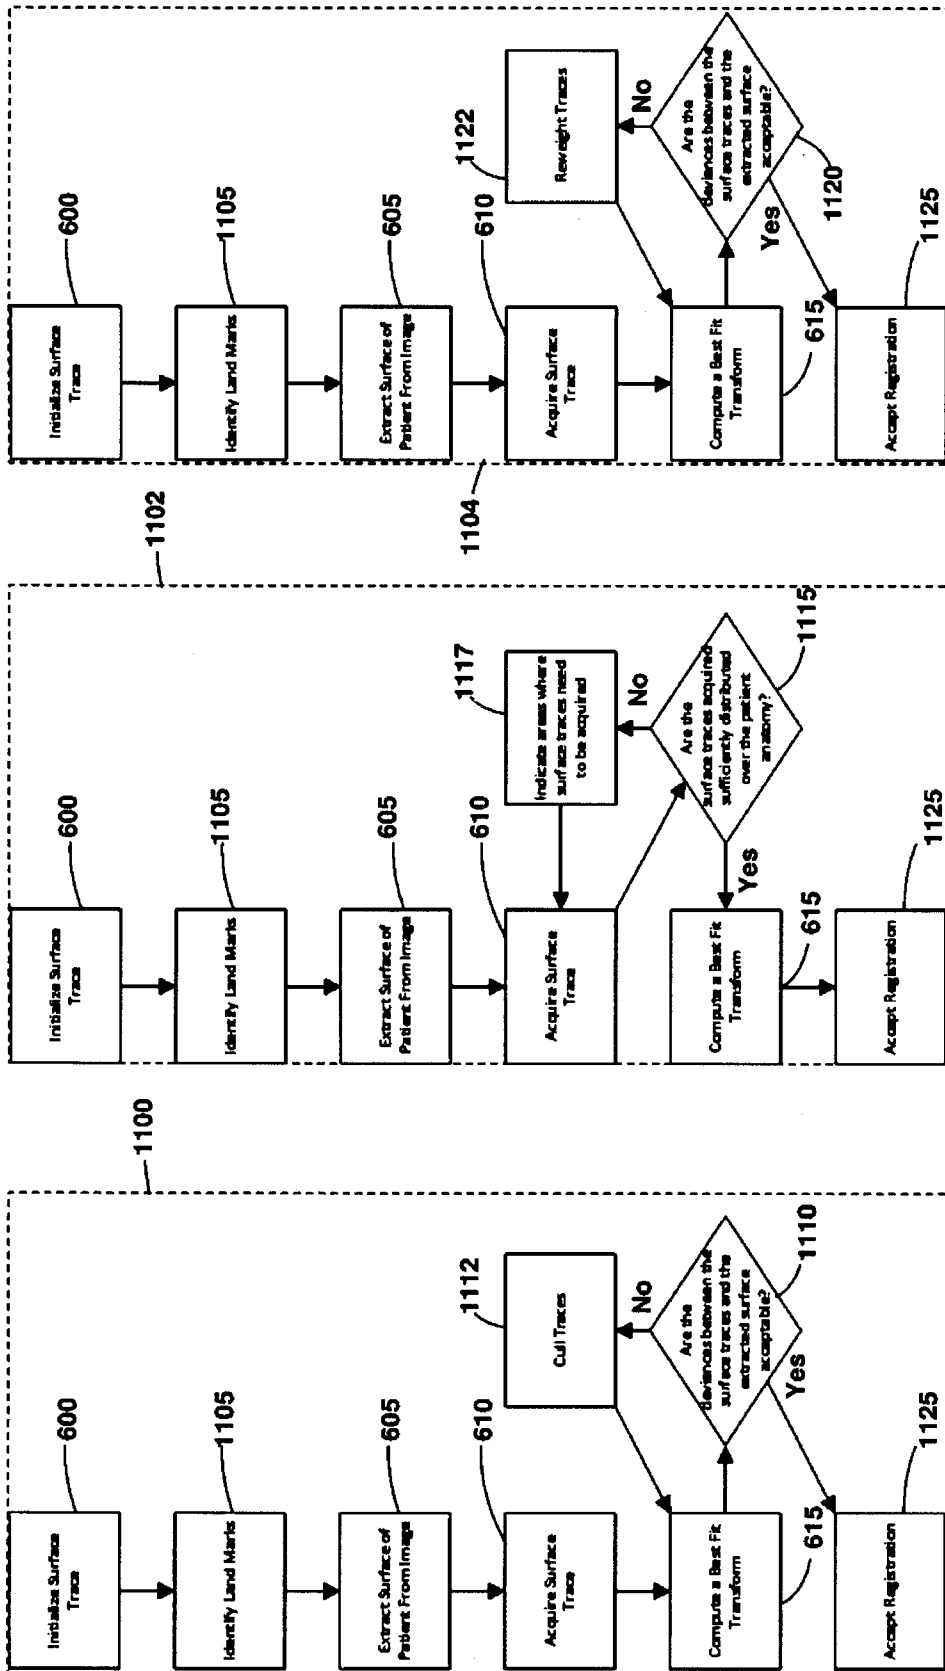 1100
600
Initialize Surface
Trace
1105
Identify Land Marks
605
Extract Surface of
Patient From Image
610
Acquire Surface
Trace
1112
Cull Traces
No
Compute a Best Fit
Transform
615
Are the
deviances between the
surface traces and the
extracted surface
acceptable?
1110
Yes
Accept Registration
1125
1102
600
Initialize Surface
Trace
1105
Identify Land Marks
605
Extract Surface of
Patient From Image
610
Acquire Surface
Trace
1117
Indicate areas where
surface traces need
to be acquired
No
Are the
surface traces acquired
sufficiently distributed
over the patient
anatomy?
1115
Yes
Compute a Best Fit
Transform
615
Accept Registration
1125
1104
600
Initialize Surface
Trace
1105
Identify Land Marks
605
Extract Surface of
Patient From Image
610
Acquire Surface
Trace
1122
Reweight Traces
No
Compute a Best Fit
Transform
615
Are the
deviances between the
surface traces and the
extracted surface
acceptable?
1120
Yes
Accept Registration
1125